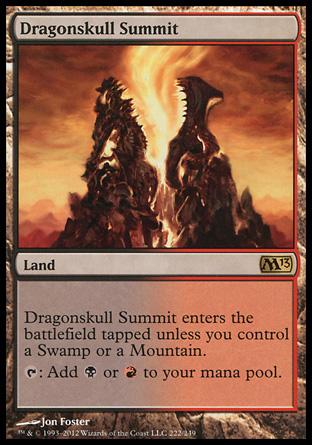 Dragonskull Summit
Land
M13
Dragonskull Summit enters the
battlefield tapped unless you control
a Swamp or a Mountain.
: Add or to your mana pool.
Jon Foster
™ & © 1993–2012 Wizards of the Coast LLC 222/249